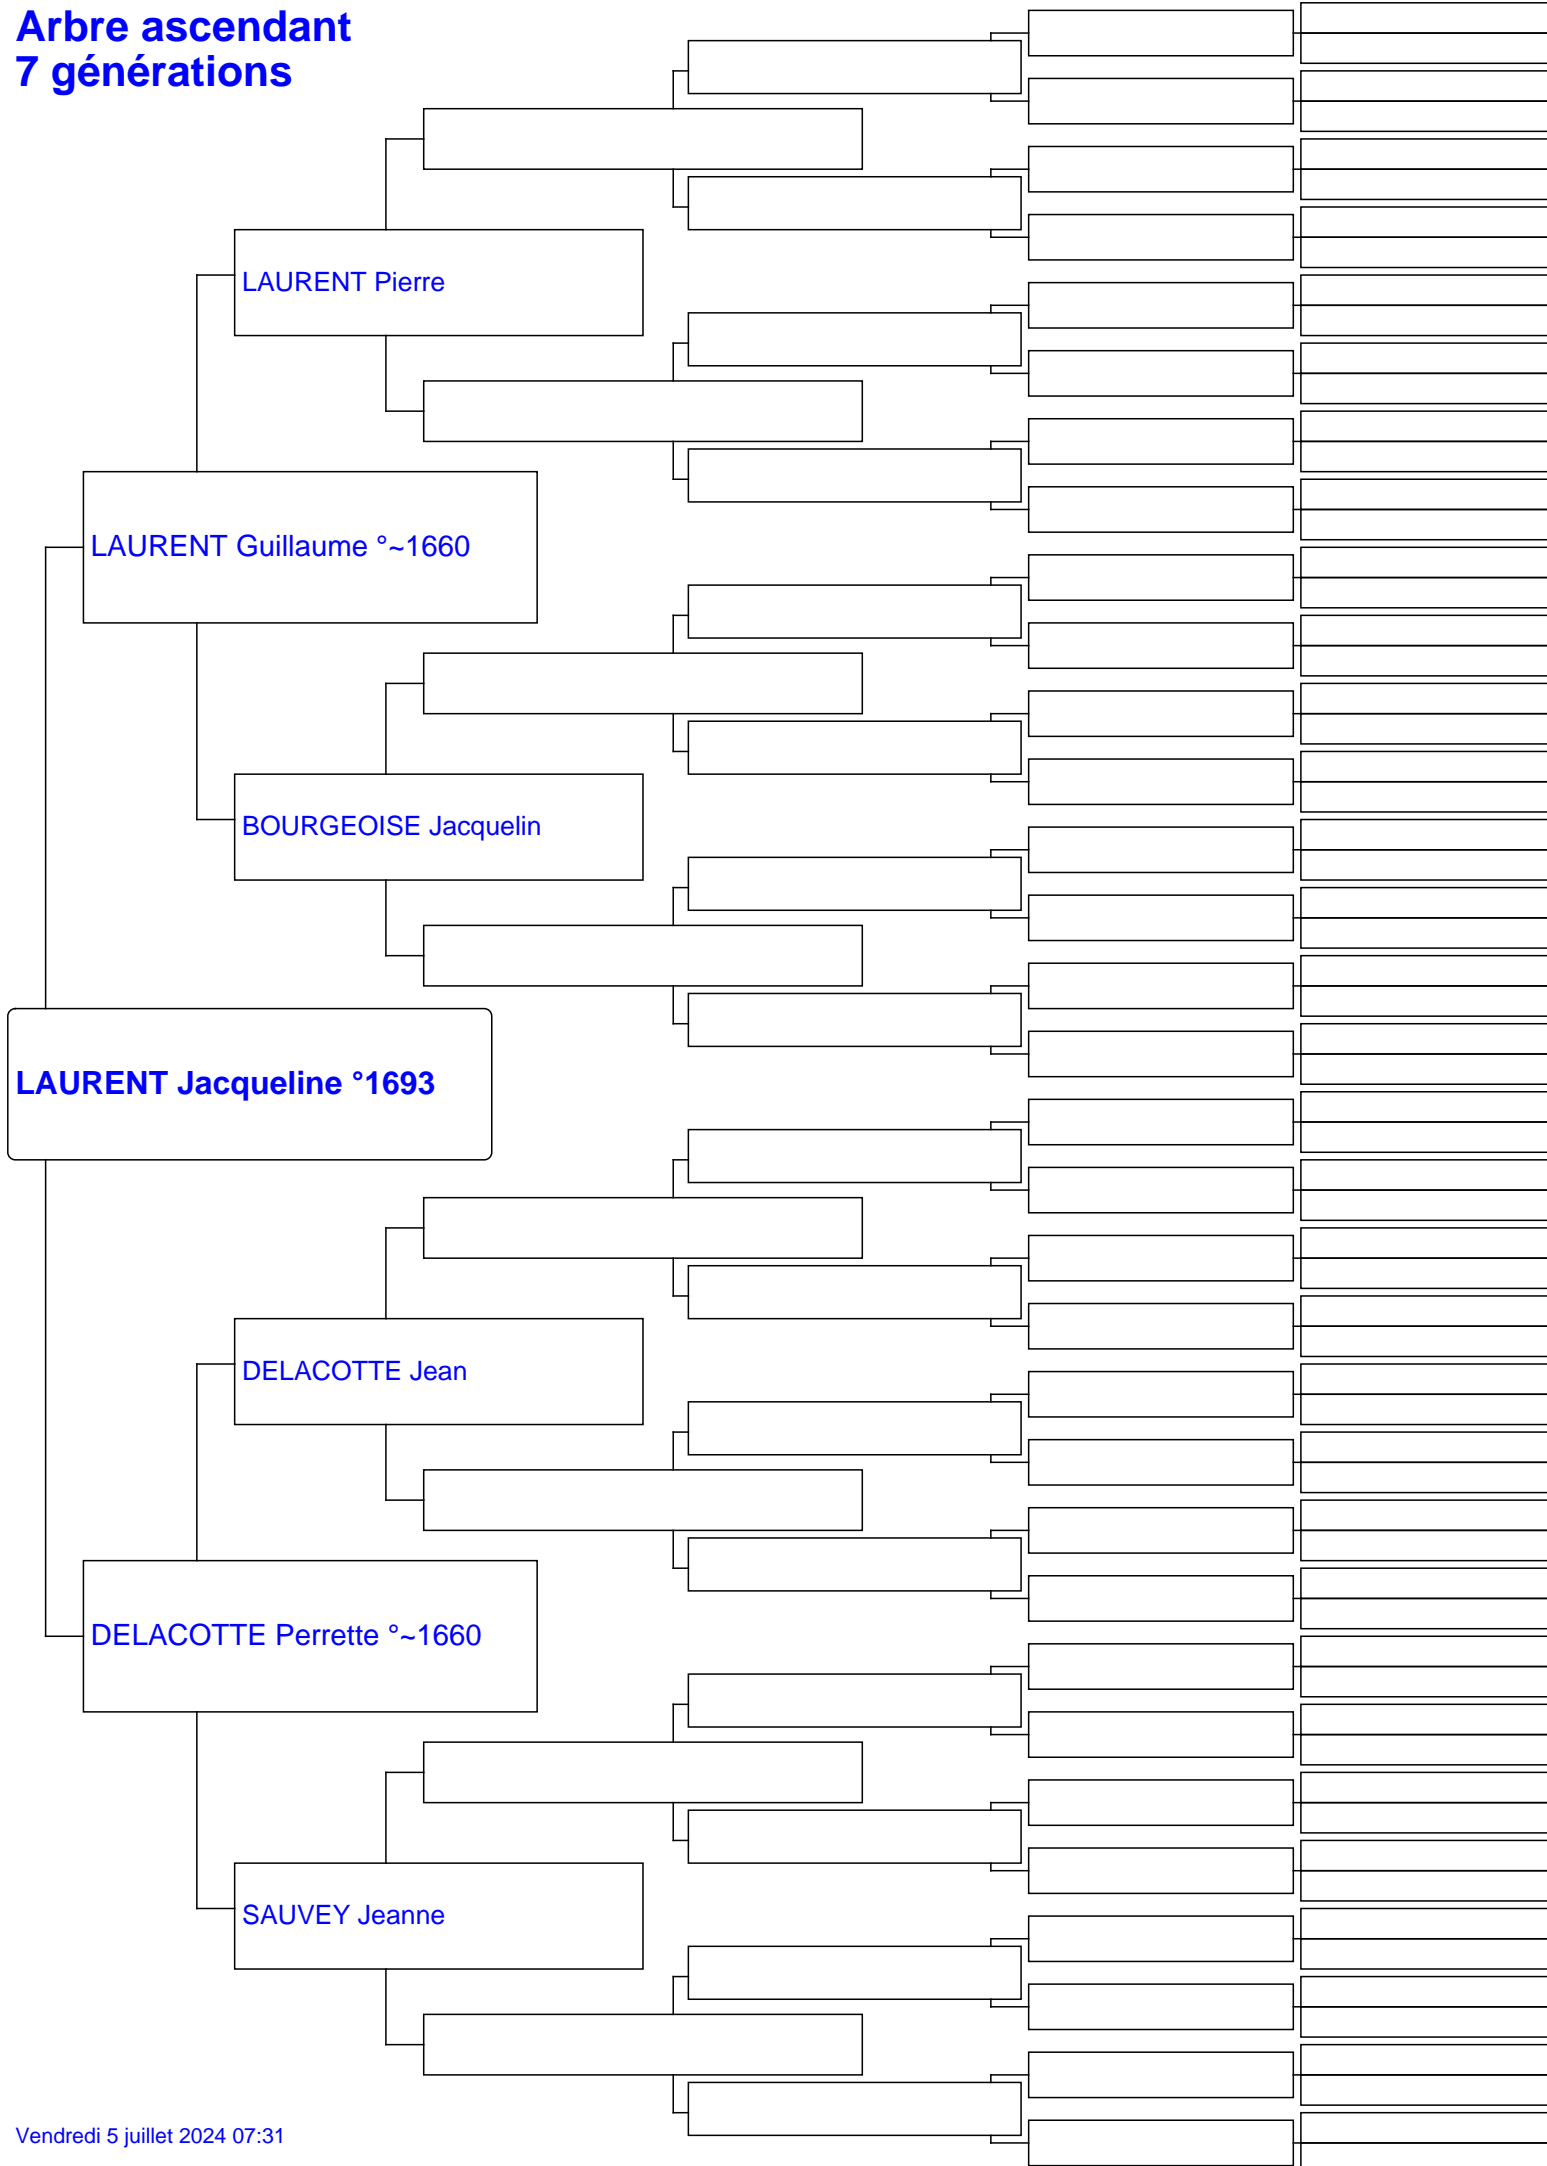 Arbre ascendant
7 générations
LAURENT Pierre
LAURENT Guillaume °~1660
BOURGEOISE Jacquelin
LAURENT Jacqueline °1693
DELACOTTE Jean
DELACOTTE Perrette °~1660
SAUVEY Jeanne
Vendredi 5 juillet 2024 07:31